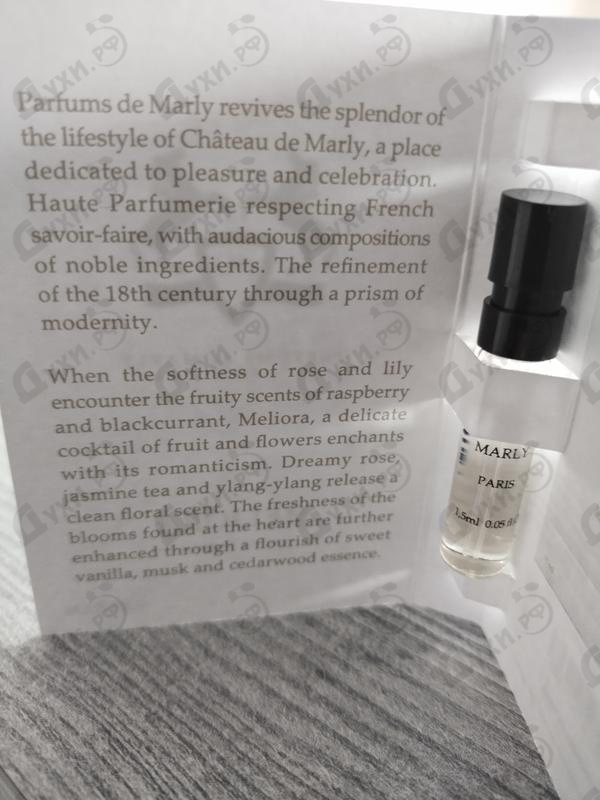 Parfums de Marly revives the splendor of
the lifestyle of Château de Marly, a place
dedicated to pleasure and celebration.
Haute Parfumerie respecting French
savoir-faire, with audacious compositions
of noble ingredients. The refinement
of the 18th century through a prism of
modernity.
When the softness of rose and lily
encounter the fruity scents of raspberry
and blackcurrant, Meliora, a delicate
cocktail of fruit and flowers enchants
with its romanticism. Dreamy rose,
jasmine tea and ylang-ylang release a
clean floral scent. The freshness of the
blooms found at the heart are further
enhanced through a flourish of sweet
vanilla, musk and cedarwood essence.
MARLY
PARIS
1.5ml 0.05 fl
Духи.рф